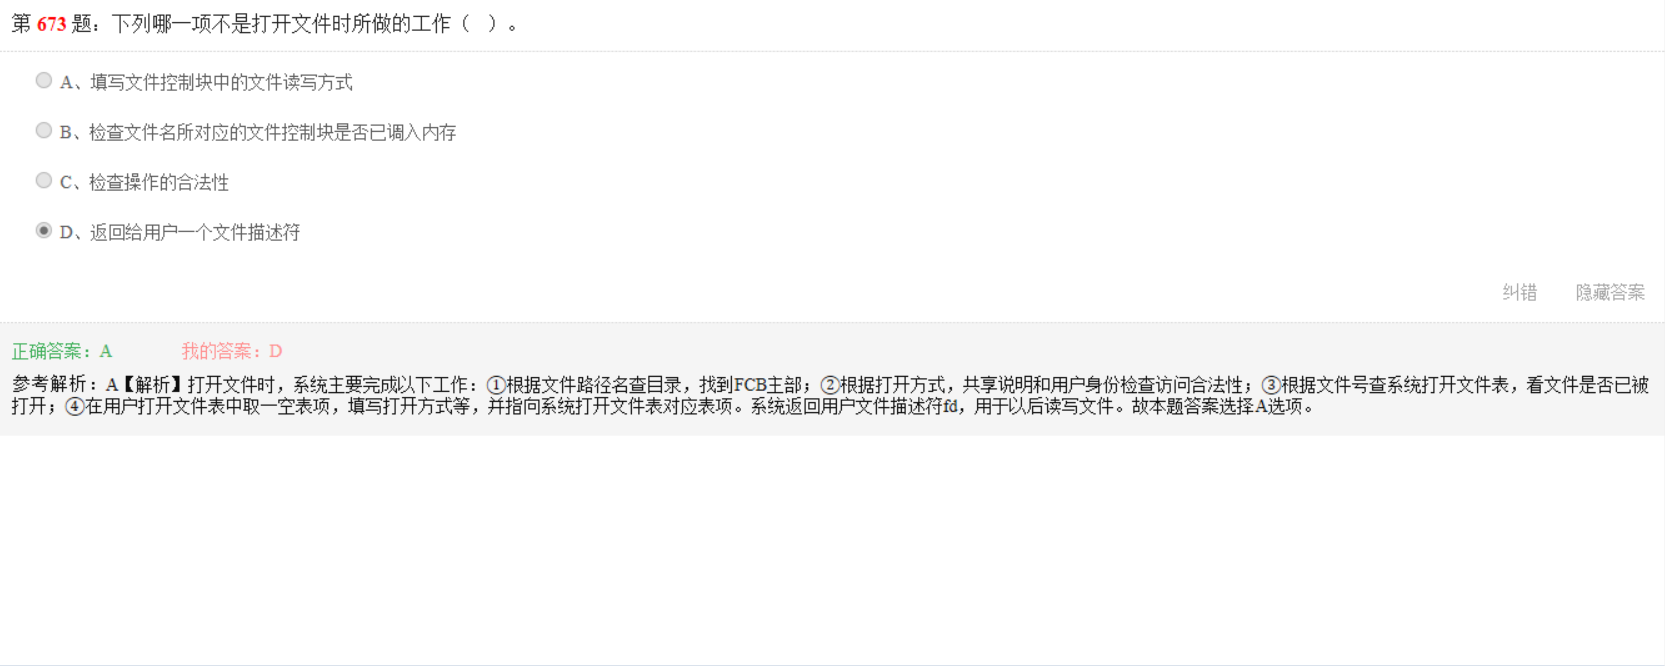 第 673 题：下列哪一项不是打开文件时所做的工作（ ）。
A、填写文件控制块中的文件读写方式
B、检查文件名所对应的文件控制块是否已调入内存
C、检查操作的合法性
D、返回给用户一个文件描述符
纠错 隐藏答案
正确答案：A 我的答案：D
参考解析：A【解析】打开文件时，系统主要完成以下工作：①根据文件路径名查目录，找到FCB主部；②根据打开方式，共享说明和用户身份检查访问合法性；③根据文件号查系统打开文件表，看文件是否已被
打开；④在用户打开文件表中取一空表项，填写打开方式等，并指向系统打开文件表对应表项。系统返回用户文件描述符fd，用于以后读写文件。故本题答案选择A选项。